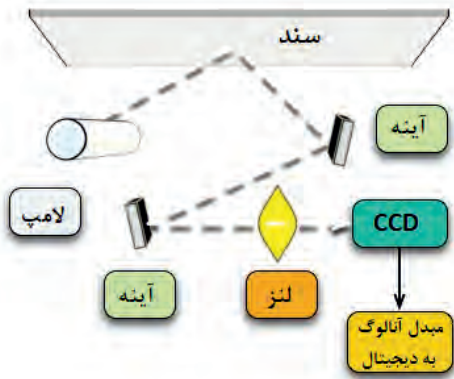 سند
آینه
لامپ
CCD
آینه
لنز
مبدل آنالوگ
به دیجیتال